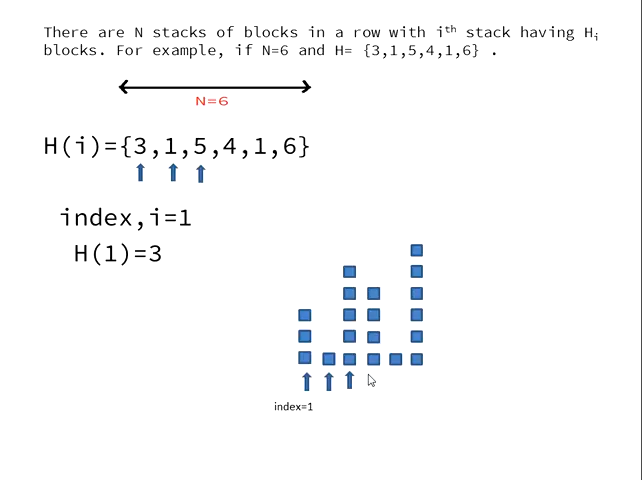 There are N stacks of blocks in a row with iᵗʰ stack having Hᵢ
blocks. For example, if N=6 and H= {3,1,5,4,1,6} .
N=6
H(i)={3,1,5,4,1,6}
index,i=1
H(1)=3
index=1